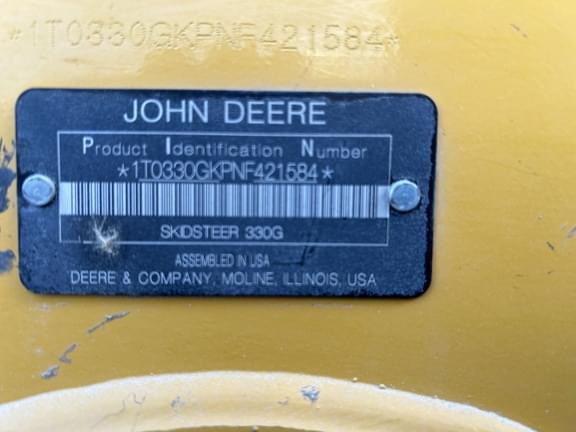 *1T0330GKPNF421584*
JOHN DEERE
Product Identification Number
*1T0330GKPNF421584*
SKIDSTEER 330G
ASSEMBLED IN USA
DEERE & COMPANY, MOLINE, ILLINOIS, USA